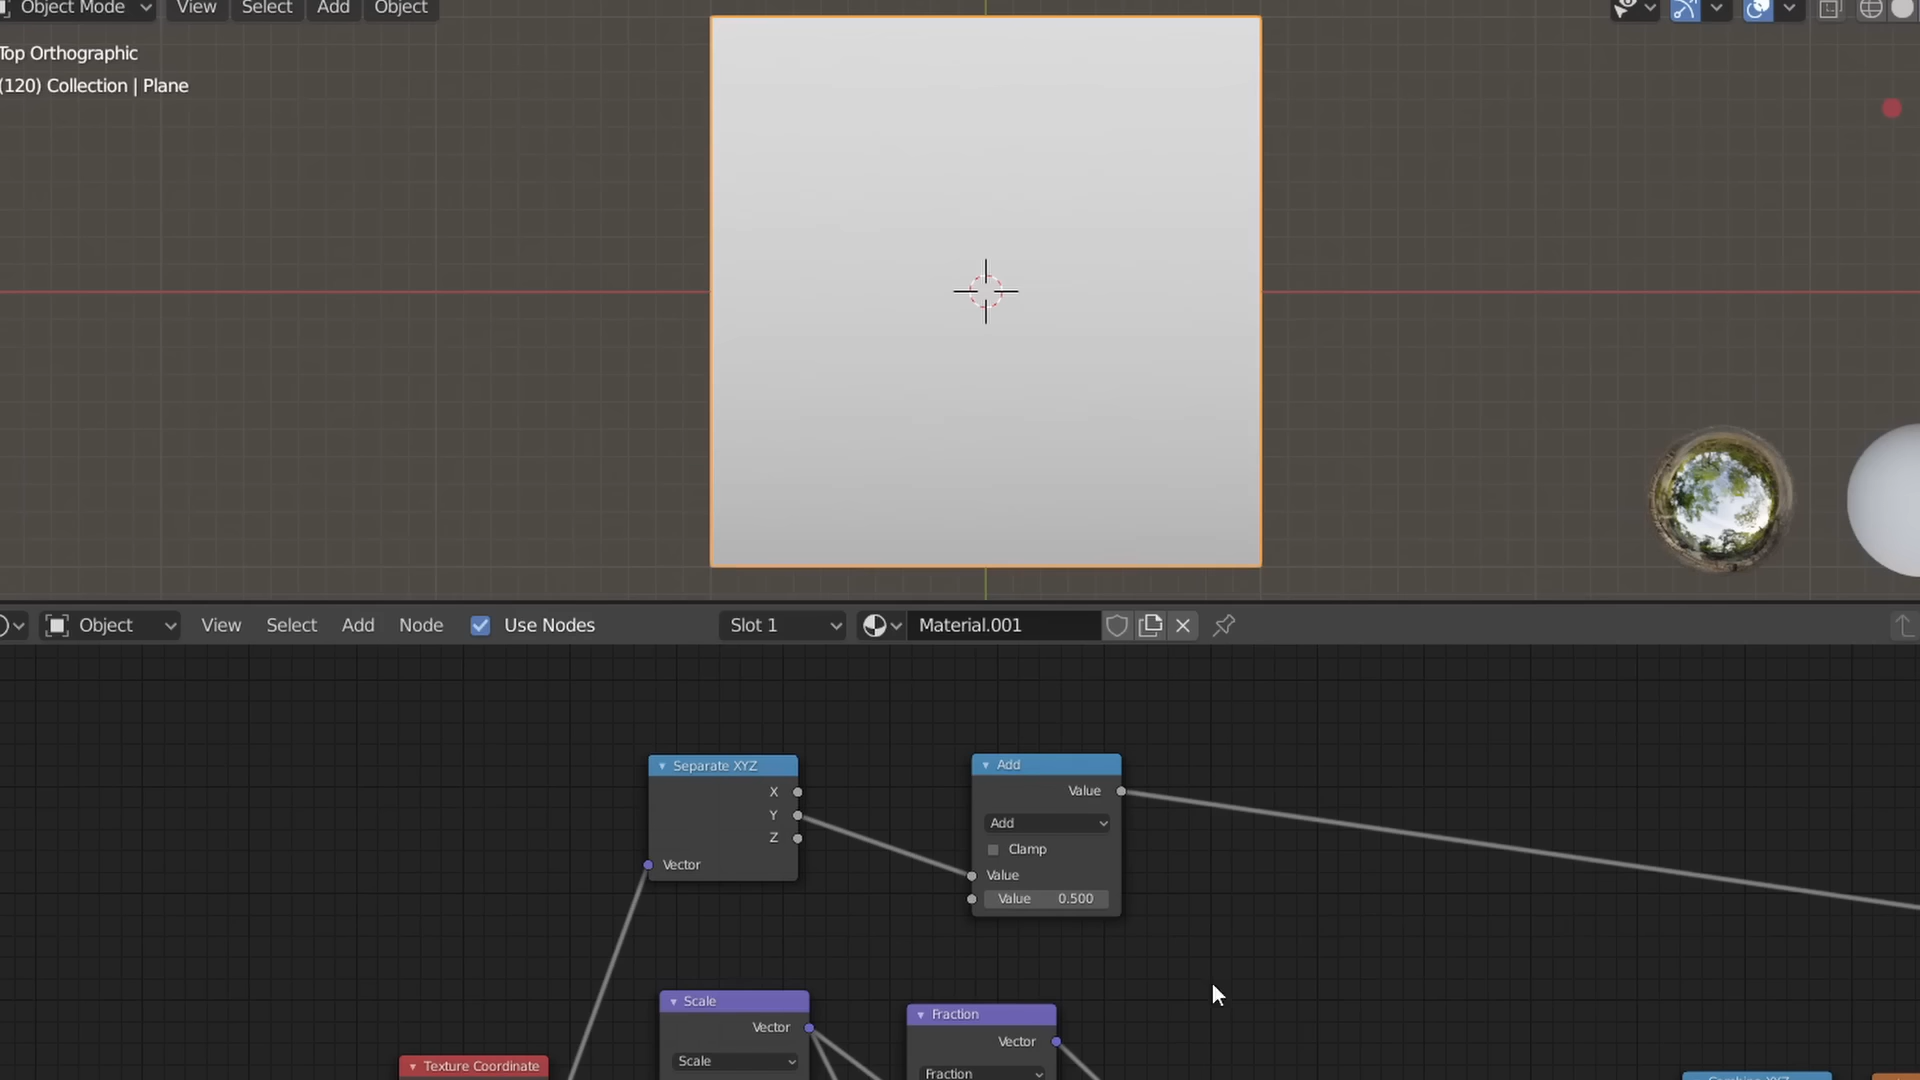 Object Mode View Select Add Object
Top Orthographic
(120) Collection | Plane
Object View Select Add Node Use Nodes Slot 1 Material.001
Separate XYZ
X
Y
Z
Vector
Add
Value
Add
Clamp
Value
Value 0.500
Scale
Vector
Scale
Fraction
Vector
Fraction
Texture Coordinate
Combine XYZ